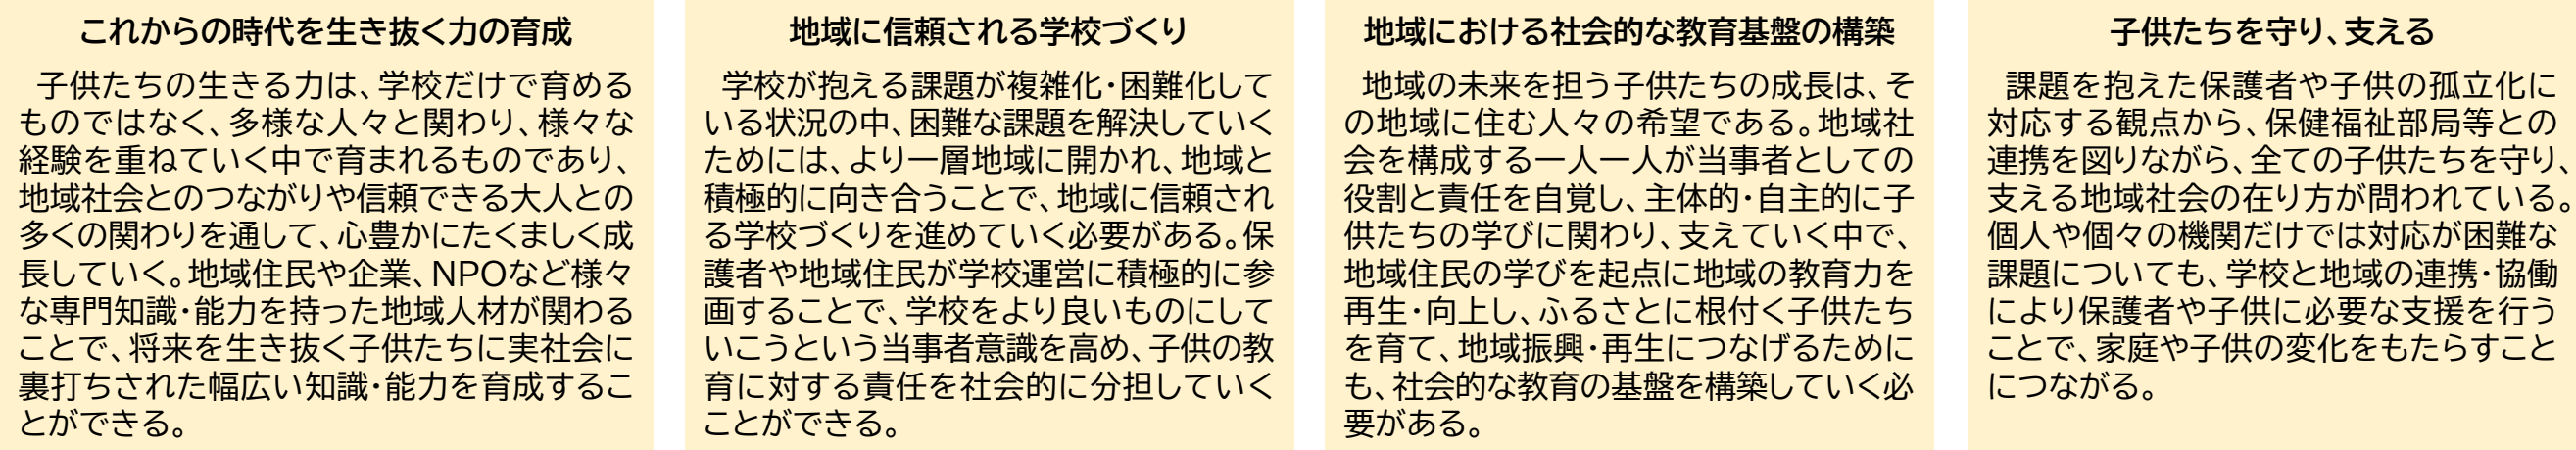 これからの時代を生き抜く力の育成
子供たちの生きる力は、学校だけで育める
ものではなく、多様な人々と関わり、様々な
経験を重ねていく中で育まれるものであり、
地域社会とのつながりや信頼できる大人との
多くの関わりを通して、心豊かにたくましく成
長していく。地域住民や企業、NPOなど様々
な専門知識・能力を持った地域人材が関わる
ことで、将来を生き抜く子供たちに実社会に
裏打ちされた幅広い知識・能力を育成するこ
とができる。
地域に信頼される学校づくり
学校が抱える課題が複雑化・困難化して
いる状況の中、困難な課題を解決していく
ためには、より一層地域に開かれ、地域と
積極的に向き合うことで、地域に信頼され
る学校づくりを進めていく必要がある。保
護者や地域住民が学校運営に積極的に参
画することで、学校をより良いものにして
いこうという当事者意識を高め、子供の教
育に対する責任を社会的に分担していく
ことができる。
地域における社会的な教育基盤の構築
地域の未来を担う子供たちの成長は、そ
の地域に住む人々の希望である。地域社
会を構成する一人一人が当事者としての
役割と責任を自覚し、主体的・自主的に子
供たちの学びに関わり、支えていく中で、
地域住民の学びを起点に地域の教育力を
再生・向上し、ふるさとに根付く子供たち
を育て、地域振興・再生につなげるために
も、社会的な教育の基盤を構築していく必
要がある。
子供たちを守り、支える
課題を抱えた保護者や子供の孤立化に
対応する観点から、保健福祉部局等との
連携を図りながら、全ての子供たちを守り、
支える地域社会の在り方が問われている。
個人や個々の機関だけでは対応が困難な
課題についても、学校と地域の連携・協働
により保護者や子供に必要な支援を行う
ことで、家庭や子供の変化をもたらすこと
につながる。